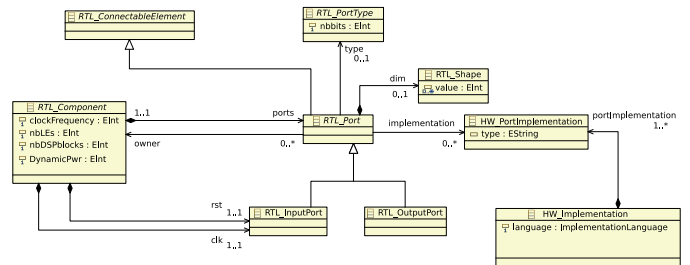 RTL_ConnectableElement
RTL_PortType
nbbits : EInt
type
0..1
dim
0..1
RTL_Shape
value : EInt
RTL_Component
clockFrequency : EInt
nbLEs : EInt
nbDSPblocks : EInt
DynamicPwr : EInt
1..1
ports
owner
0..*
RTL_Port
implementation
0..*
HW_PortImplementation
type : EString
portImplementation
1..*
rst
1..1
clk
1..1
RTL_InputPort
RTL_OutputPort
HW_Implementation
language : ImplementationLanguage